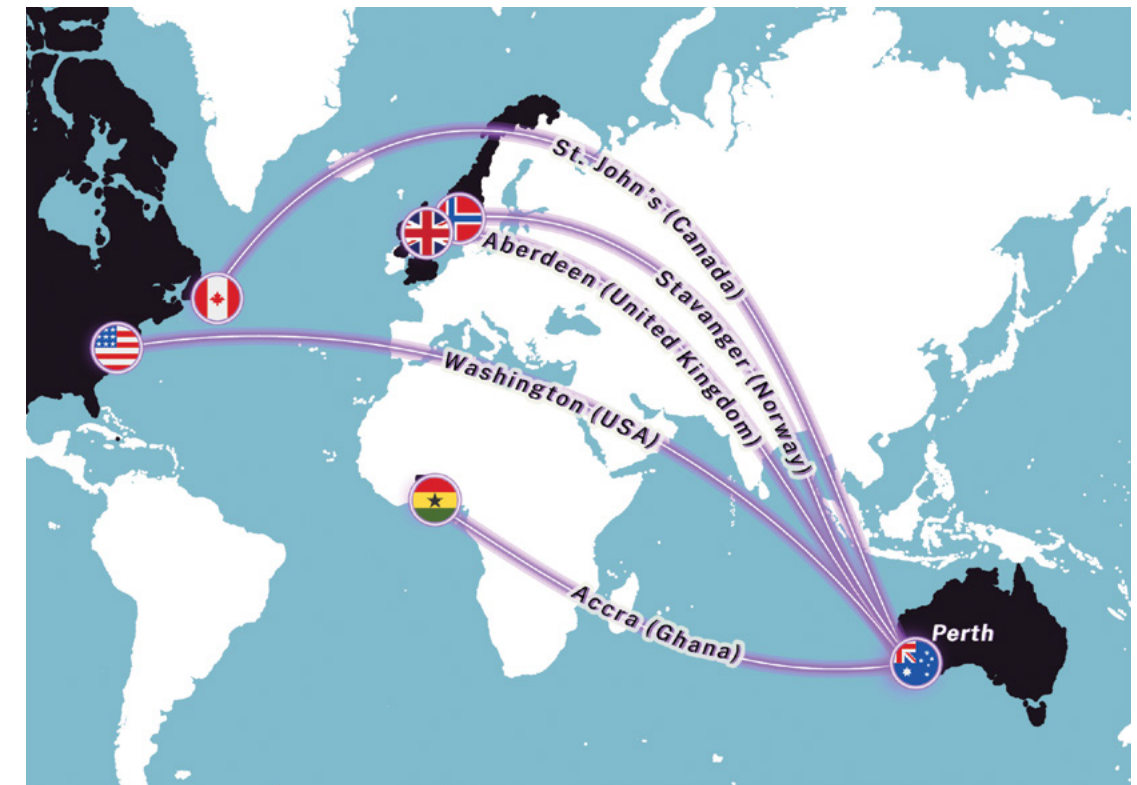 St. John's (Canada)
Stavanger (Norway)
Aberdeen (United Kingdom)
Washington (USA)
Accra (Ghana)
Perth